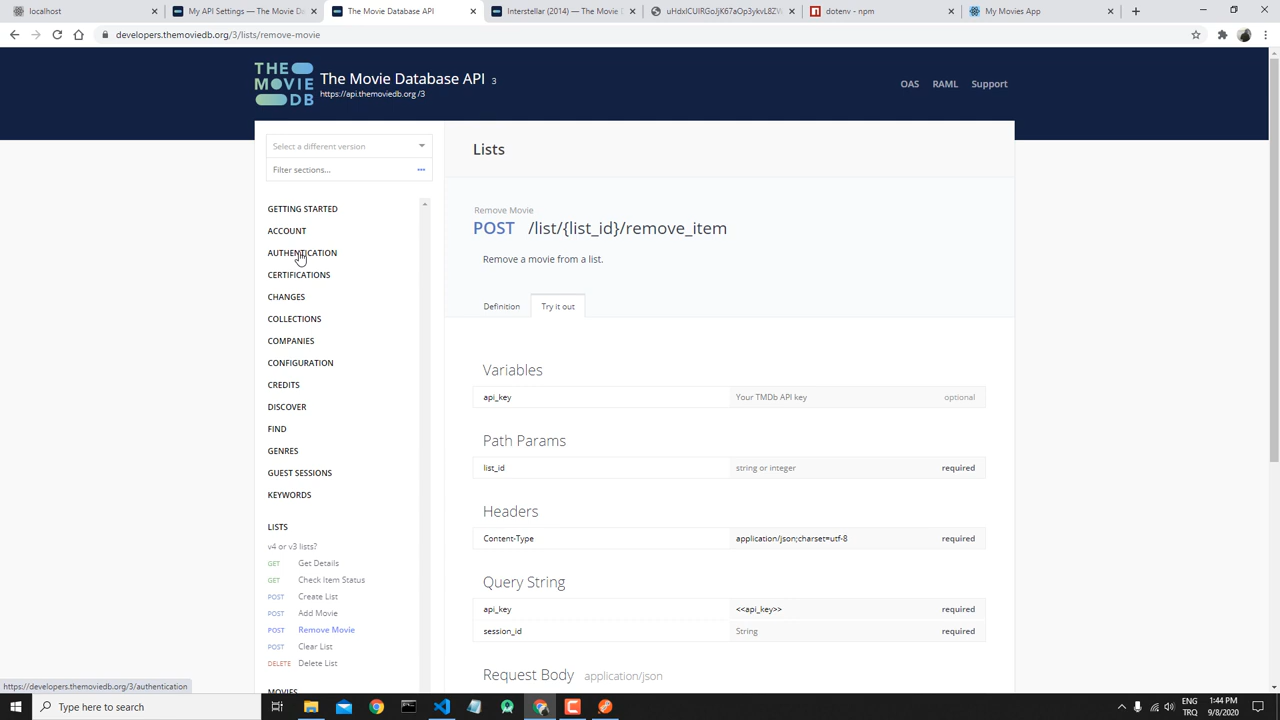 localhost
My API Settings — The Movie De
The Movie Database API
Interstellar (2014) — The Movie D
uHdxlCUIRGoJjK67aOp3ykvL8ZW
dotenv - npm
My Movies App
developers.themoviedb.org/3/lists/remove-movie
THE
MOVIE
DB
The Movie Database API 3
https://api.themoviedb.org /3
OAS
RAML
Support
Select a different version
Filter sections...
GETTING STARTED
ACCOUNT
AUTHENTICATION
CERTIFICATIONS
CHANGES
COLLECTIONS
COMPANIES
CONFIGURATION
CREDITS
DISCOVER
FIND
GENRES
GUEST SESSIONS
KEYWORDS
LISTS
v4 or v3 lists?
GET Get Details
GET Check Item Status
POST Create List
POST Add Movie
POST Remove Movie
POST Clear List
DELETE Delete List
MOVIES
Lists
Remove Movie
POST /list/{list_id}/remove_item
Remove a movie from a list.
Definition
Try it out
Variables
api_key Your TMDb API key optional
Path Params
list_id string or integer required
Headers
Content-Type application/json;charset=utf-8 required
Query String
api_key <<api_key>> required
session_id String required
Request Body application/json
https://developers.themoviedb.org/3/authentication
Type here to search
ENG
TRQ
1:44 PM
9/8/2020